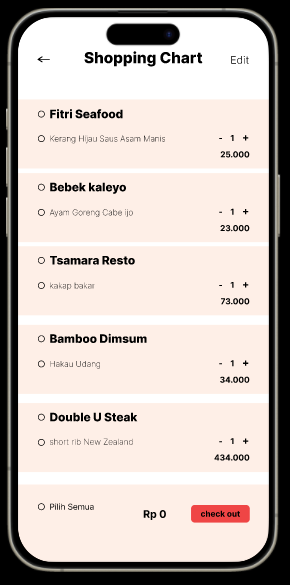 ← Shopping Chart Edit
Fitri Seafood
Kerang Hijau Saus Asam Manis - 1 +
25.000
Bebek kaleyo
Ayam Goreng Cabe ijo - 1 +
23.000
Tsamara Resto
kakap bakar - 1 +
73.000
Bamboo Dimsum
Hakau Udang - 1 +
34.000
Double U Steak
short rib New Zealand - 1 +
434.000
Pilih Semua Rp 0 check out